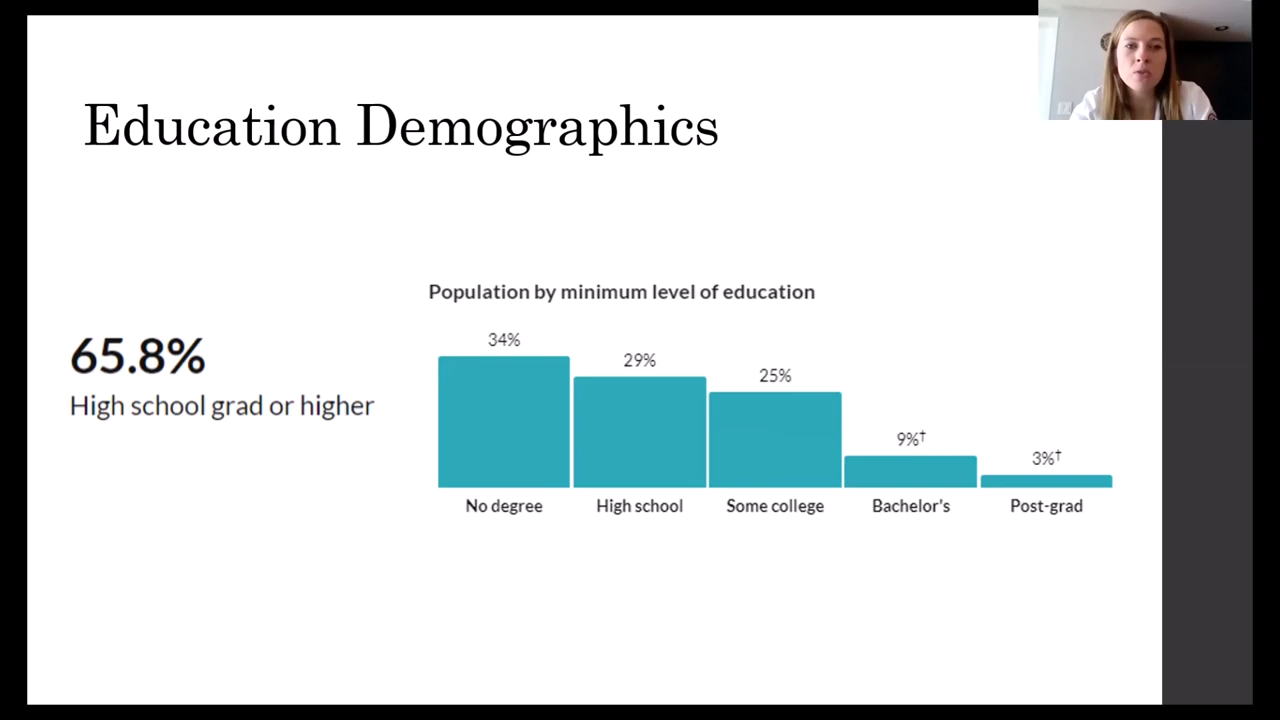 Education Demographics
Population by minimum level of education
65.8%
High school grad or higher
34%
29%
25%
9%†
3%†
No degree
High school
Some college
Bachelor's
Post-grad